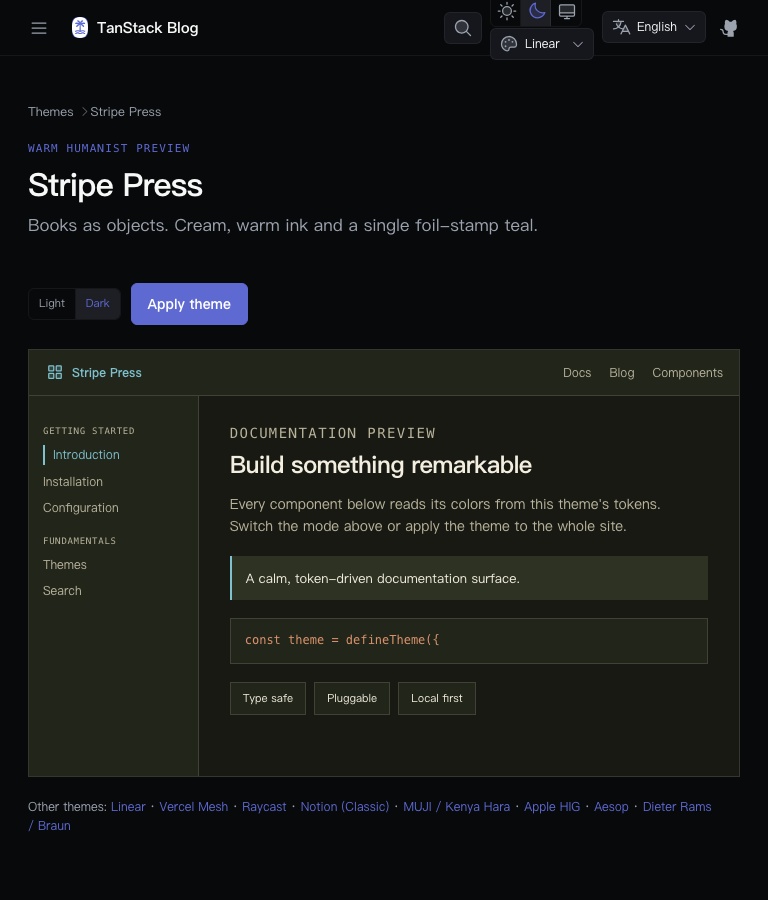 TanStack Blog
Linear
English
Themes
Stripe Press
WARM HUMANIST PREVIEW
Stripe Press
Books as objects. Cream, warm ink and a single foil-stamp teal.
Light
Dark
Apply theme
Stripe Press
Docs
Blog
Components
GETTING STARTED
Introduction
Installation
Configuration
FUNDAMENTALS
Themes
Search
DOCUMENTATION PREVIEW
Build something remarkable
Every component below reads its colors from this theme's tokens.
Switch the mode above or apply the theme to the whole site.
A calm, token-driven documentation surface.
const theme = defineTheme({
Type safe
Pluggable
Local first
Other themes: Linear · Vercel Mesh · Raycast · Notion (Classic) · MUJI / Kenya Hara · Apple HIG · Aesop · Dieter Rams
/ Braun